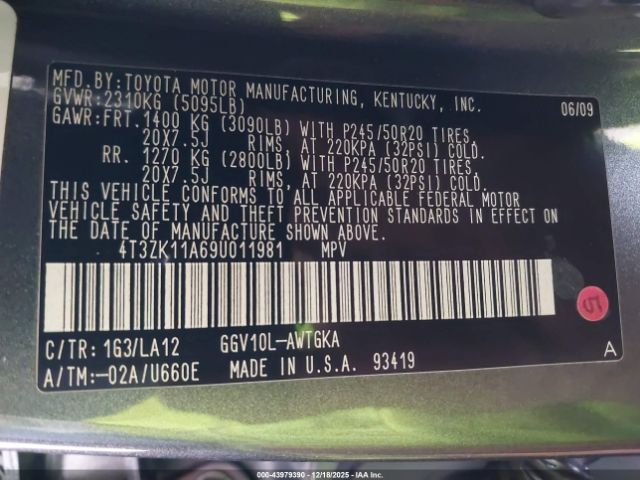 MFD.BY:TOYOTA MOTOR MANUFACTURING, KENTUCKY, INC.
GVWR:2310KG (5095LB) 06/09
GAWR:FRT.1400 KG (3090LB) WITH P245/50R20 TIRES,
20X7.5J RIMS, AT 220KPA (32PSI) COLD.
RR. 1270 KG (2800LB) WITH P245/50R20 TIRES,
20X7.5J RIMS, AT 220KPA (32PSI) COLD.
THIS VEHICLE CONFORMS TO ALL APPLICABLE FEDERAL MOTOR
VEHICLE SAFETY AND THEFT PREVENTION STANDARDS IN EFFECT ON
THE DATE OF MANUFACTURE SHOWN ABOVE.
4T3ZK11A69U011981 MPV
C/TR: 1G3/LA12 GGV10L-AWTGKA
A/TM:-02A/U660E MADE IN U.S.A. 93419
A
000-43979390 - 12/18/2025 - IAA Inc.